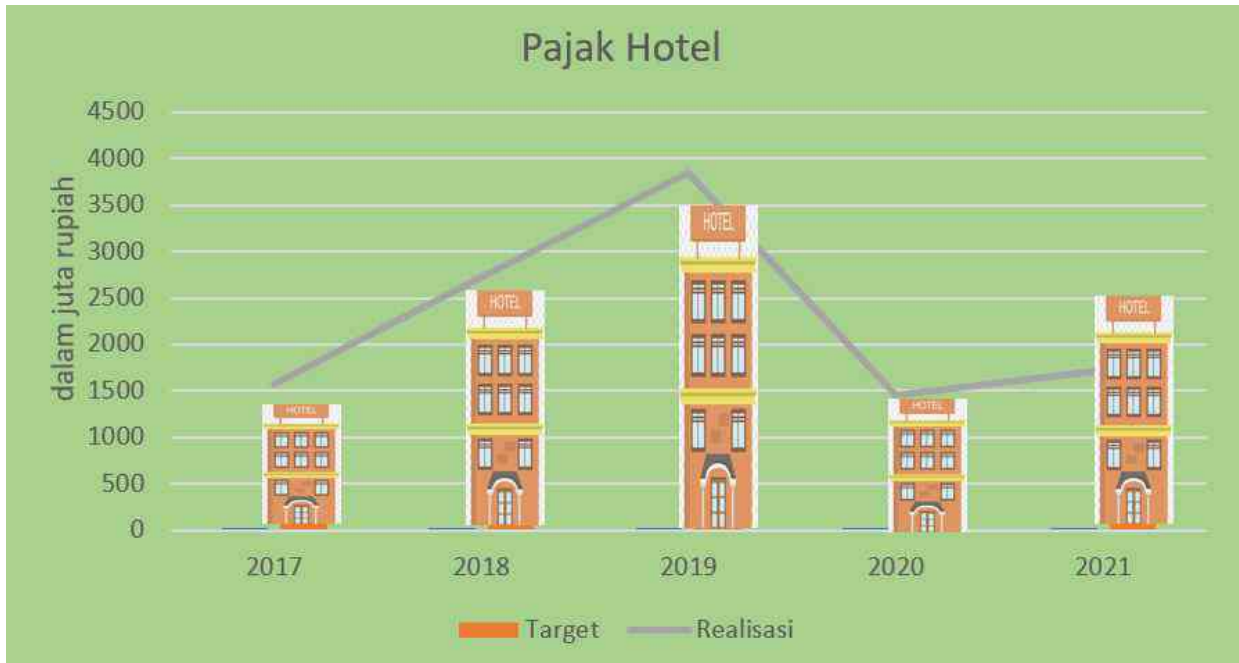 Pajak Hotel
dalam juta rupiah
4500
4000
3500
3000
2500
2000
1500
1000
500
0
HOTEL
HOTEL
HOTEL
HOTEL
HOTEL
2017 2018 2019 2020 2021
Target Realisasi